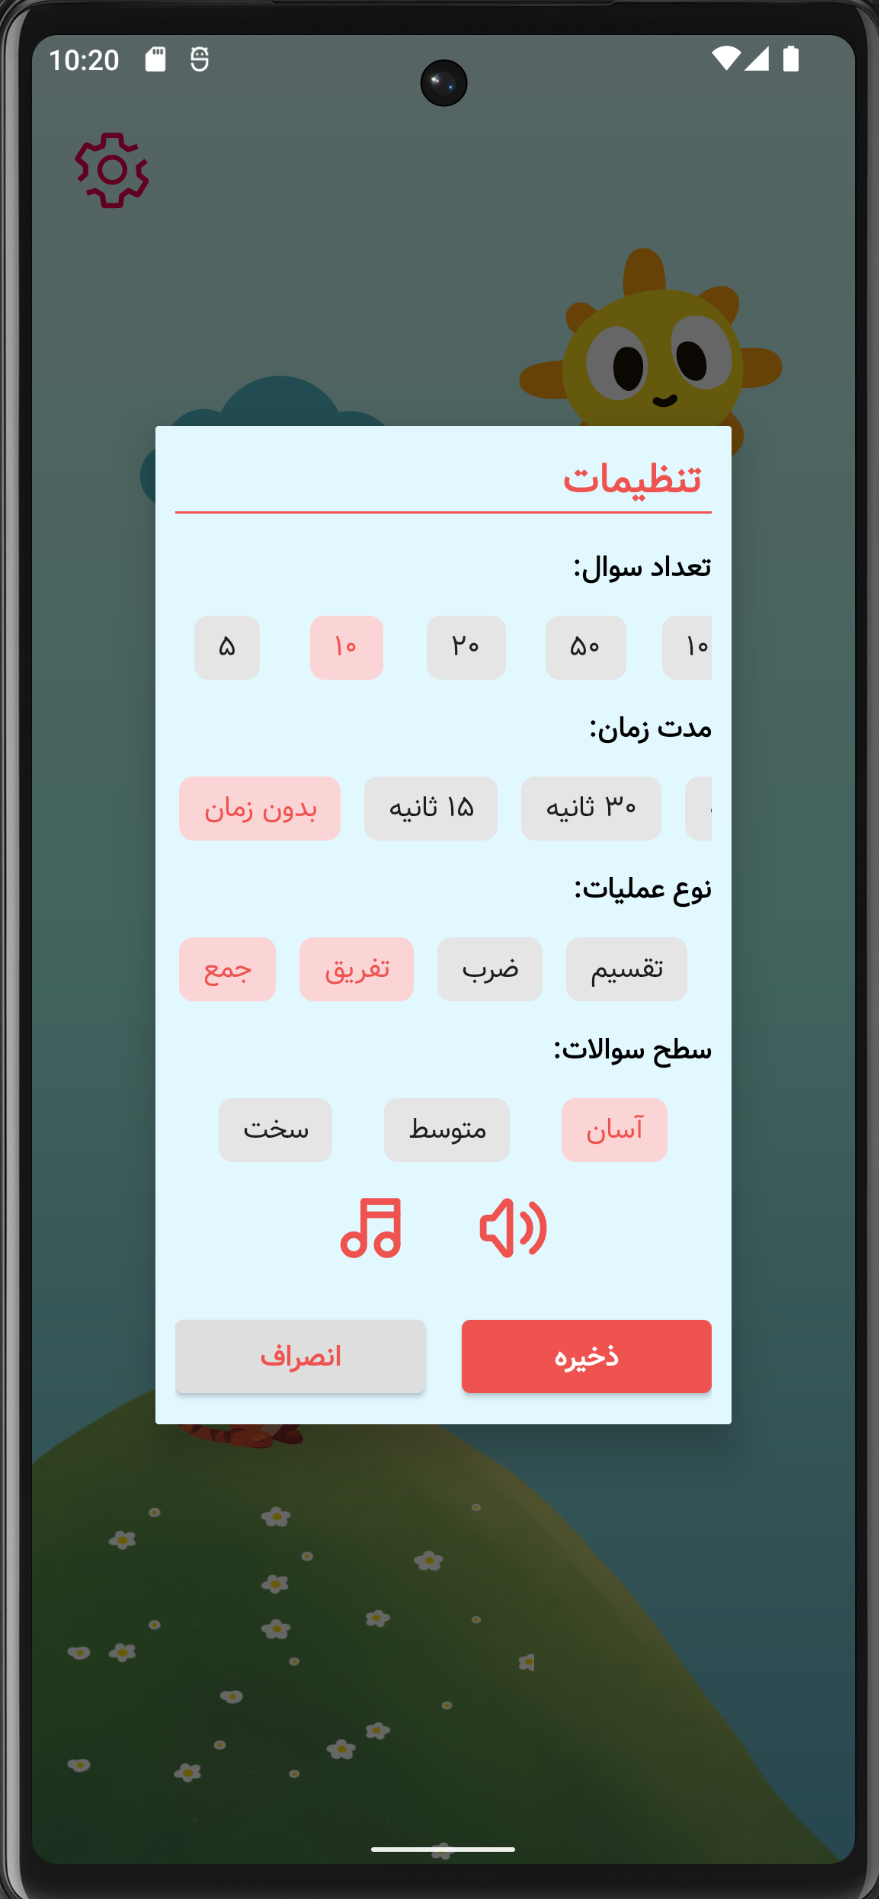 10:20
تنظیمات
تعداد سوال:
۵ ۱۰ ۲۰ ۵۰ ۱۰
مدت زمان:
بدون زمان ۱۵ ثانیه ۳۰ ثانیه
نوع عملیات:
جمع تفریق ضرب تقسیم
سطح سوالات:
آسان متوسط سخت
ذخیره انصراف